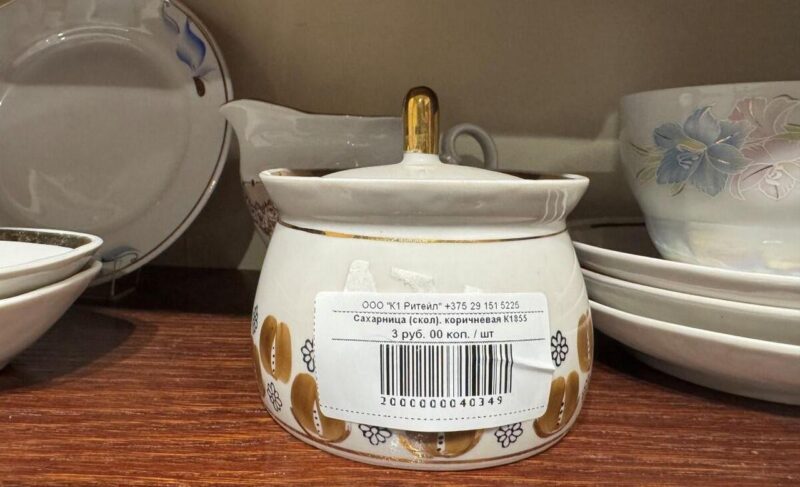 ООО "К1 Ритейл" +375 29 151 5225
Сахарница (скол). коричневая К1855
3 руб. 00 коп. / шт
2000000040349